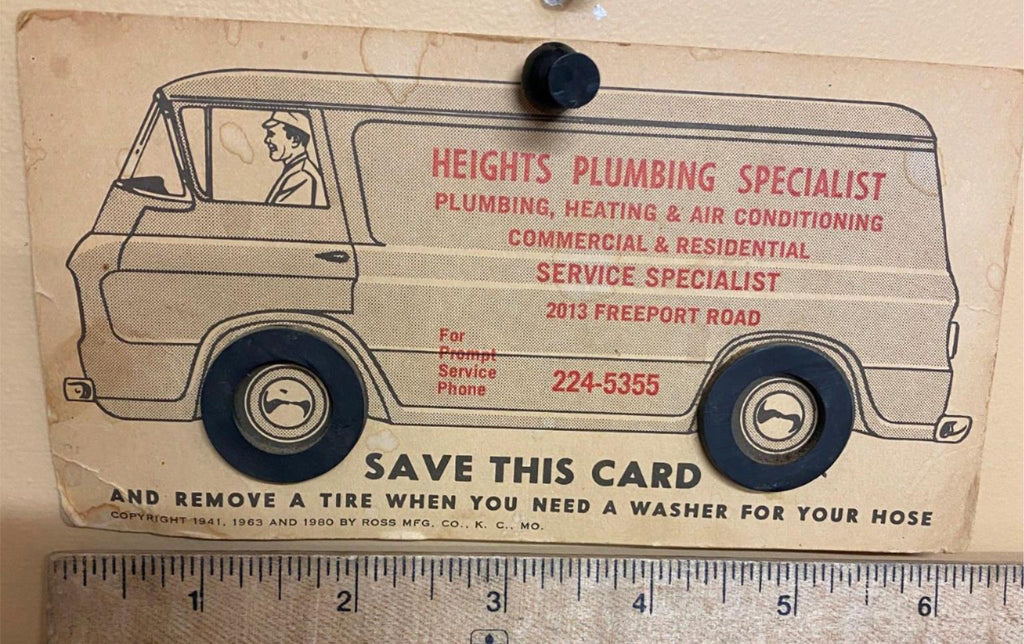 HEIGHTS PLUMBING SPECIALIST
PLUMBING, HEATING & AIR CONDITIONING
COMMERCIAL & RESIDENTIAL
SERVICE SPECIALIST
2013 FREEPORT ROAD
For
Prompt
Service
Phone
224-5355
SAVE THIS CARD
AND REMOVE A TIRE WHEN YOU NEED A WASHER FOR YOUR HOSE
COPYRIGHT 1941, 1963 AND 1980 BY ROSS MFG. CO., K. C., MO.
1 2 3 4 5 6